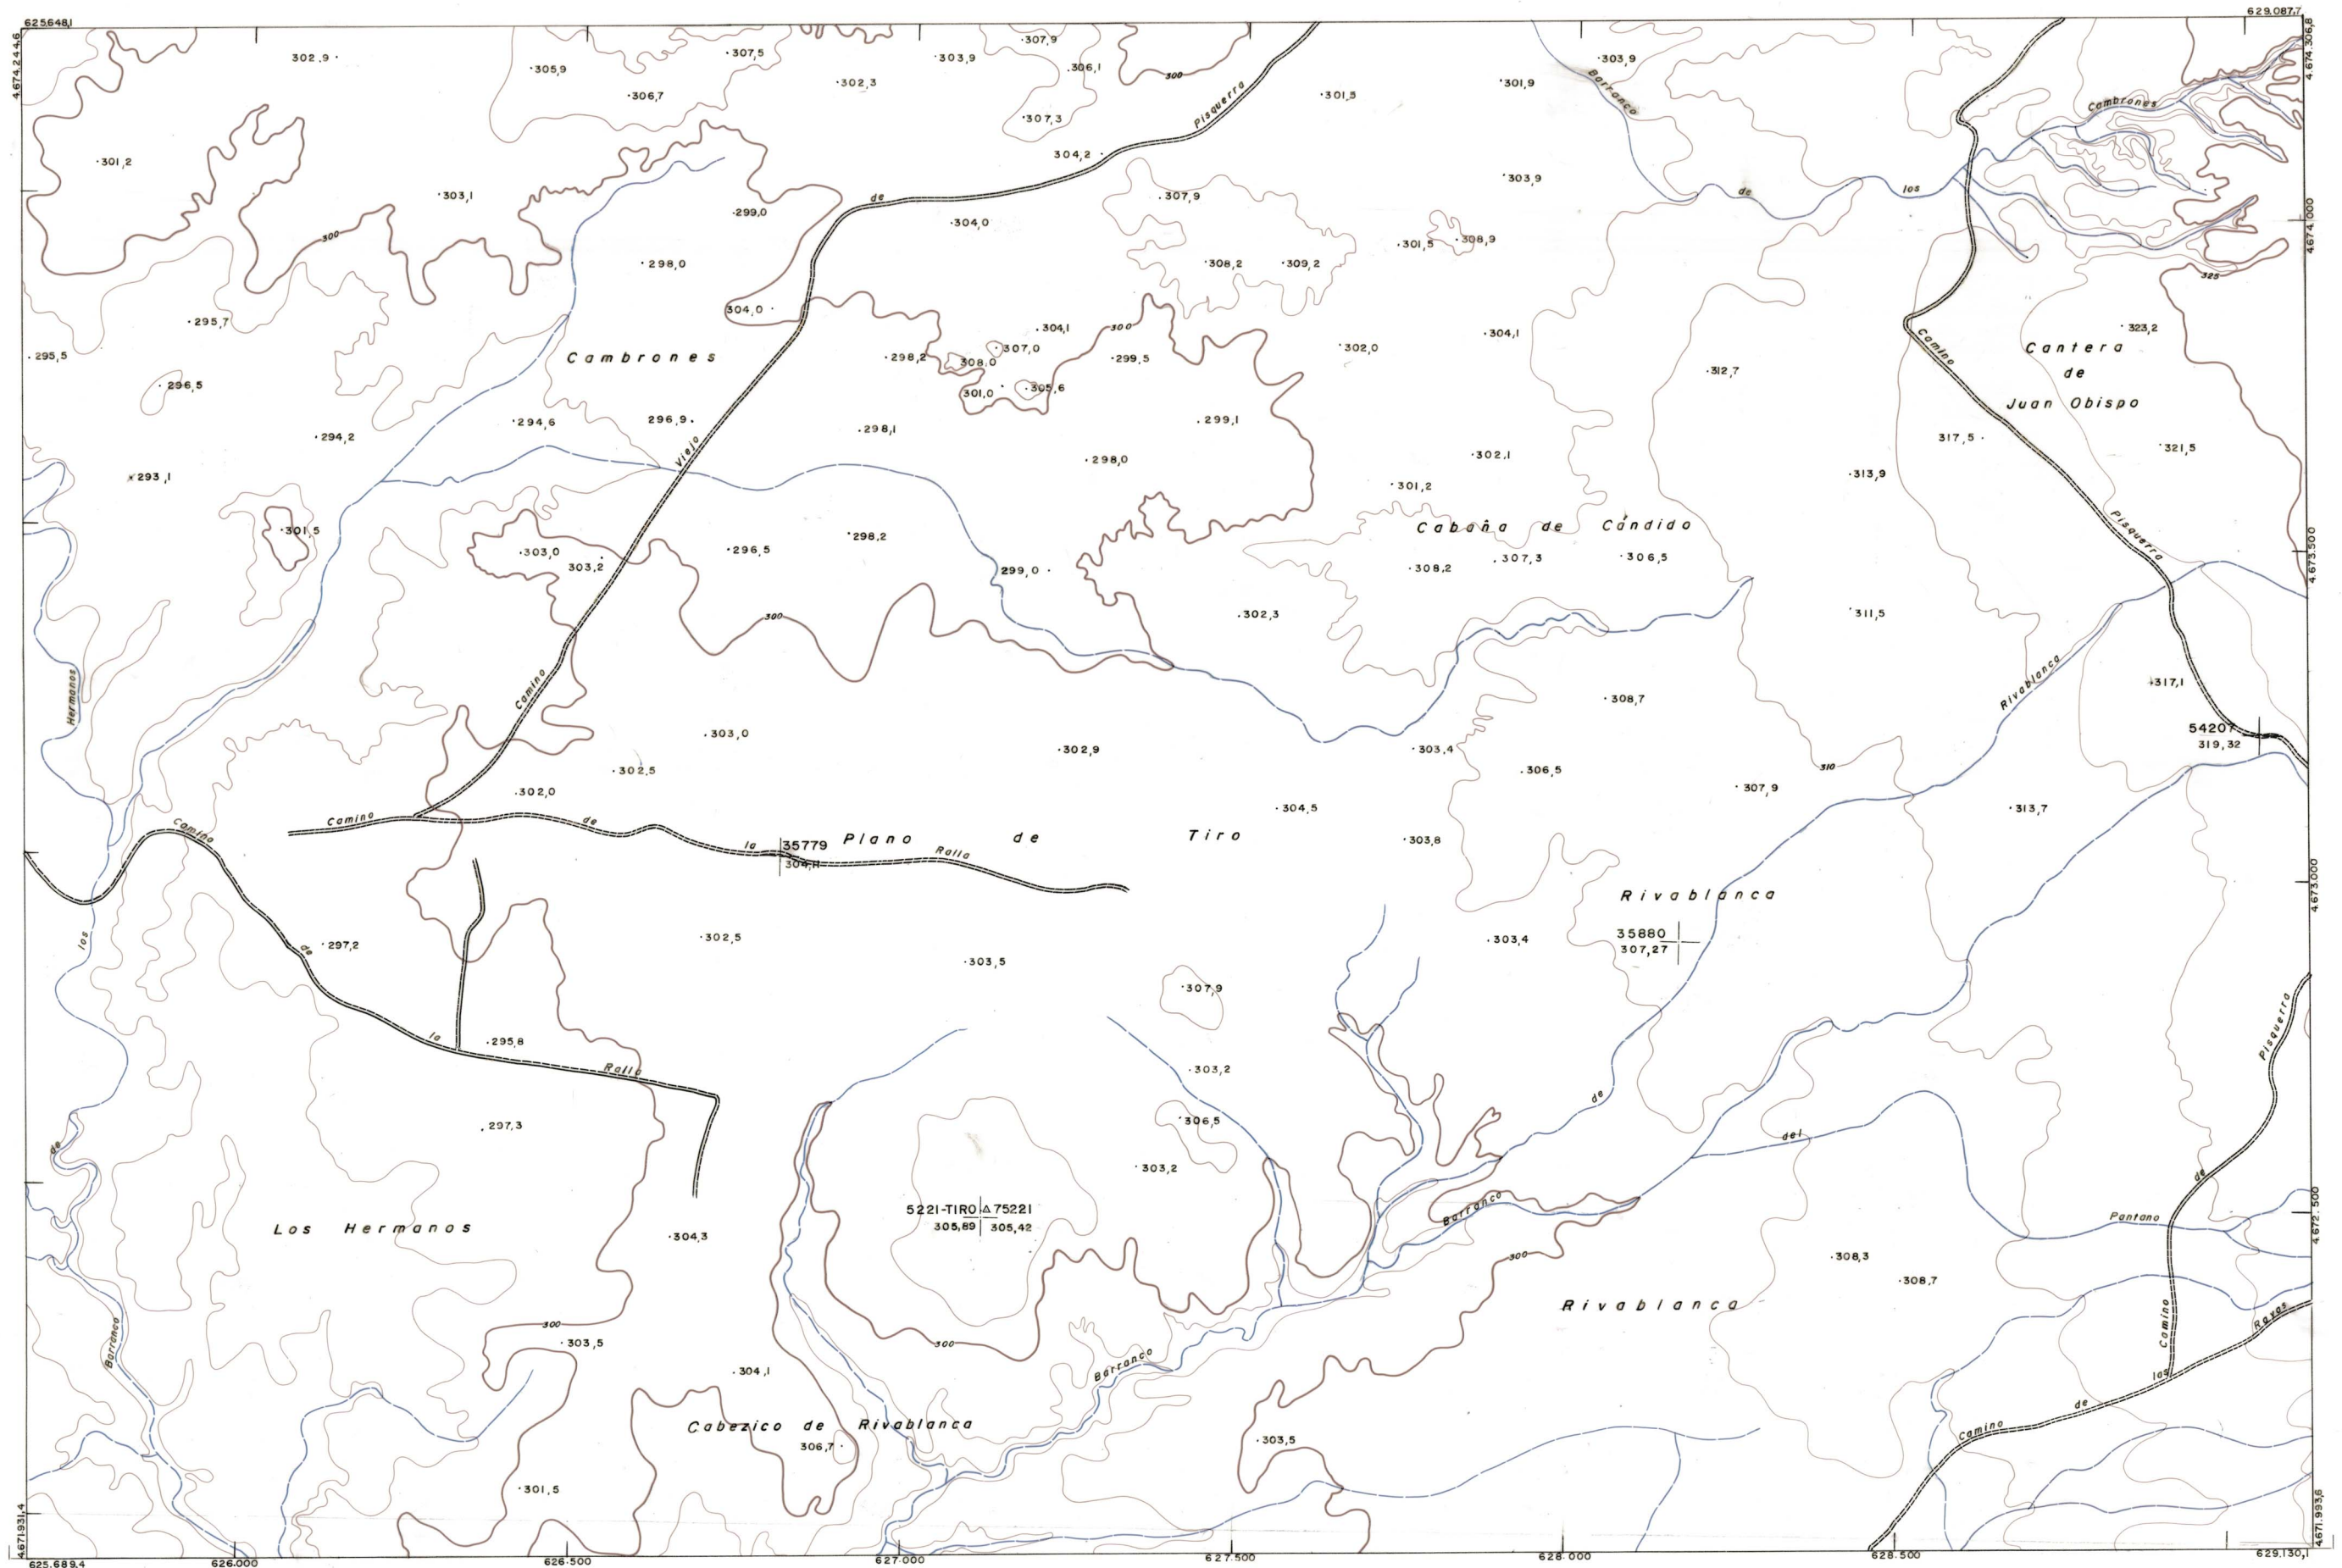 625.648,1
629.087,7
4.674.244,6
4.674.306,8
302,9
305,9
307,5
306,7
302,3
303,9
307,9
306,1
307,3
300
Pisquerra
301,5
301,9
303,9
Barranco
Cambrones
301,2
303,1
304,2
303,9
de
los
299,0
de
304,0
307,9
301,5
308,9
4.674.000
300
298,0
308,2
309,2
325
304,0
295,7
304,1
300
304,1
323,2
295,5
Cambrones
298,2
308,0
307,0
299,5
302,0
Camino
Cantera
de
Juan Obispo
296,5
301,0
305,6
312,7
294,2
294,6
296,9
298,1
299,1
317,5
321,5
Viejo
293,1
298,0
302,1
313,9
301,2
301,5
Cabaña de Cándido
Pisquerra
303,0
303,2
296,5
298,2
299,0
308,2
307,3
306,5
4.673.500
300
302,3
311,5
Hermanos
Camino
308,7
Rivablanca
317,1
303,0
302,9
303,4
54207
319,32
302,5
306,5
310
302,0
304,5
307,9
313,7
Camino
Camino de la Ralla
35779
304,11
Plano de Tiro
303,8
Rivablanca
4.673.000
los
de
297,2
302,5
303,5
303,4
35880
307,27
307,9
la
295,8
Ralla
303,2
Pisquerra
297,3
306,5
de
del
de
303,2
de
Los Hermanos
304,3
5221-TIRO 75221
305,89 305,42
Barranco
Pantano
4.672.500
300
308,3
308,7
300
303,5
300
Rivablanca
Camino
Rayas
Barranco
304,1
Barranco
las
de
Camino
Cabezico de Rivablanca
306,7
303,5
301,5
4.671.931,4
4.671.993,6
625.689,4
626.000
626.500
627.000
627.500
628.000
628.500
629.130,1